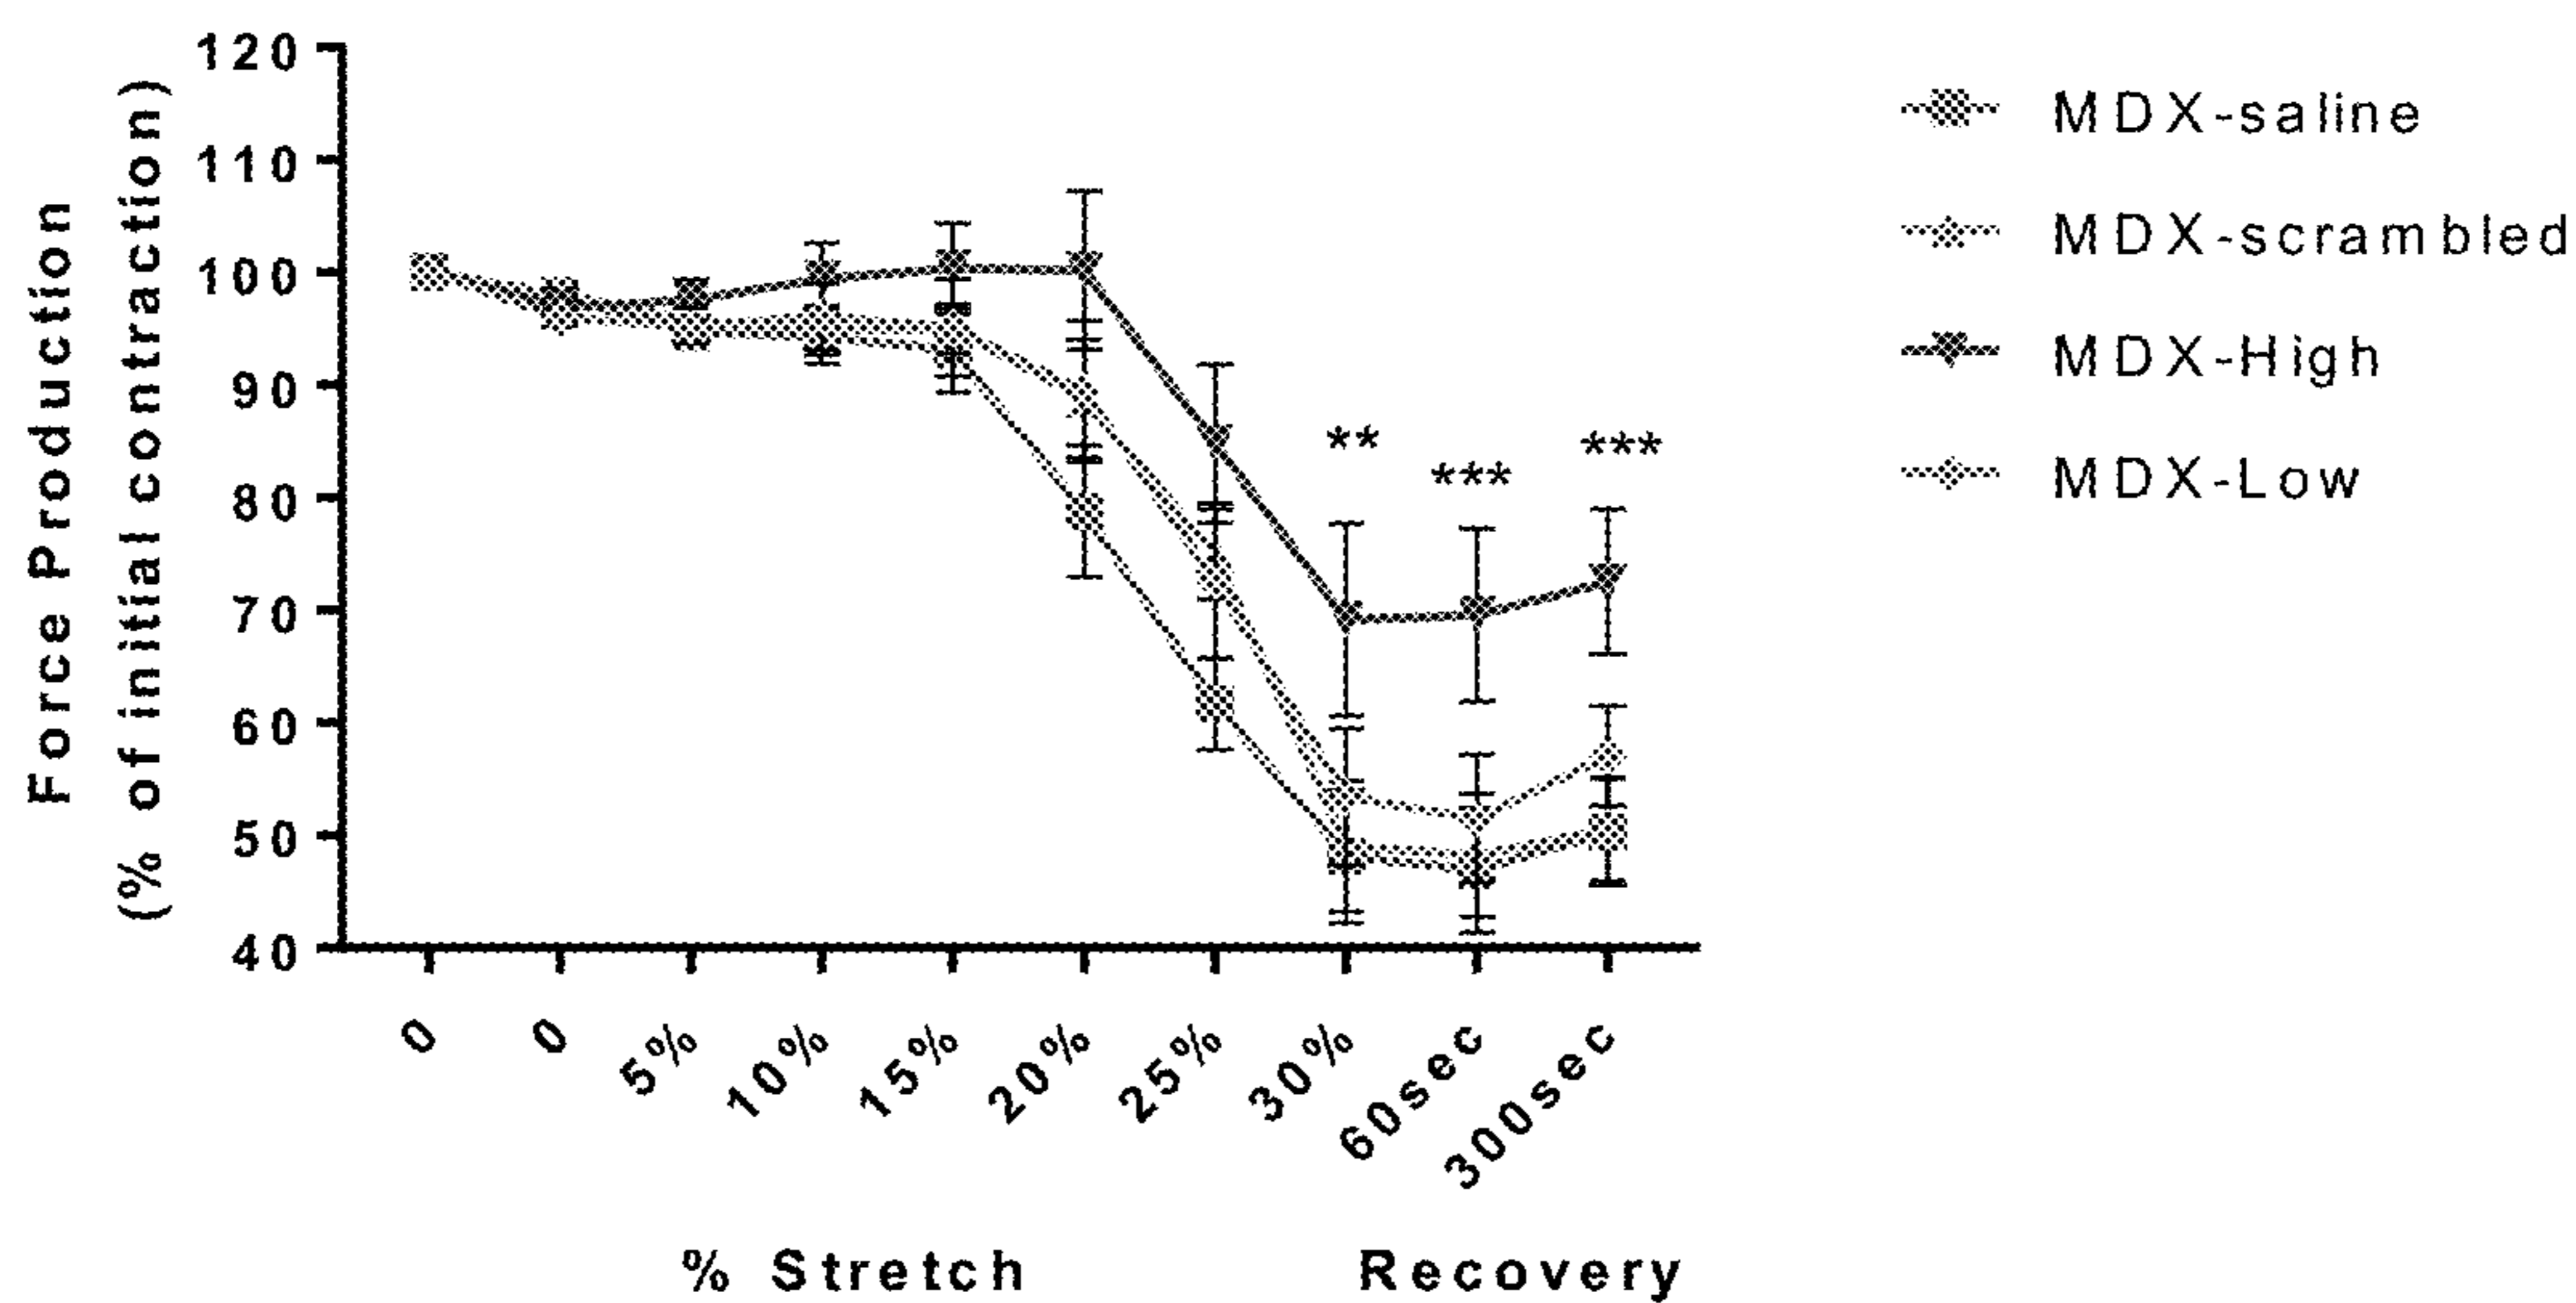 Force Production
(% of initial contraction)
120
110
100
90
80
70
60
50
40
**
***
***
0
0
5%
10%
15%
20%
25%
30%
60sec
300sec
% Stretch
Recovery
MDX-saline
MDX-scrambled
MDX-High
MDX-Low